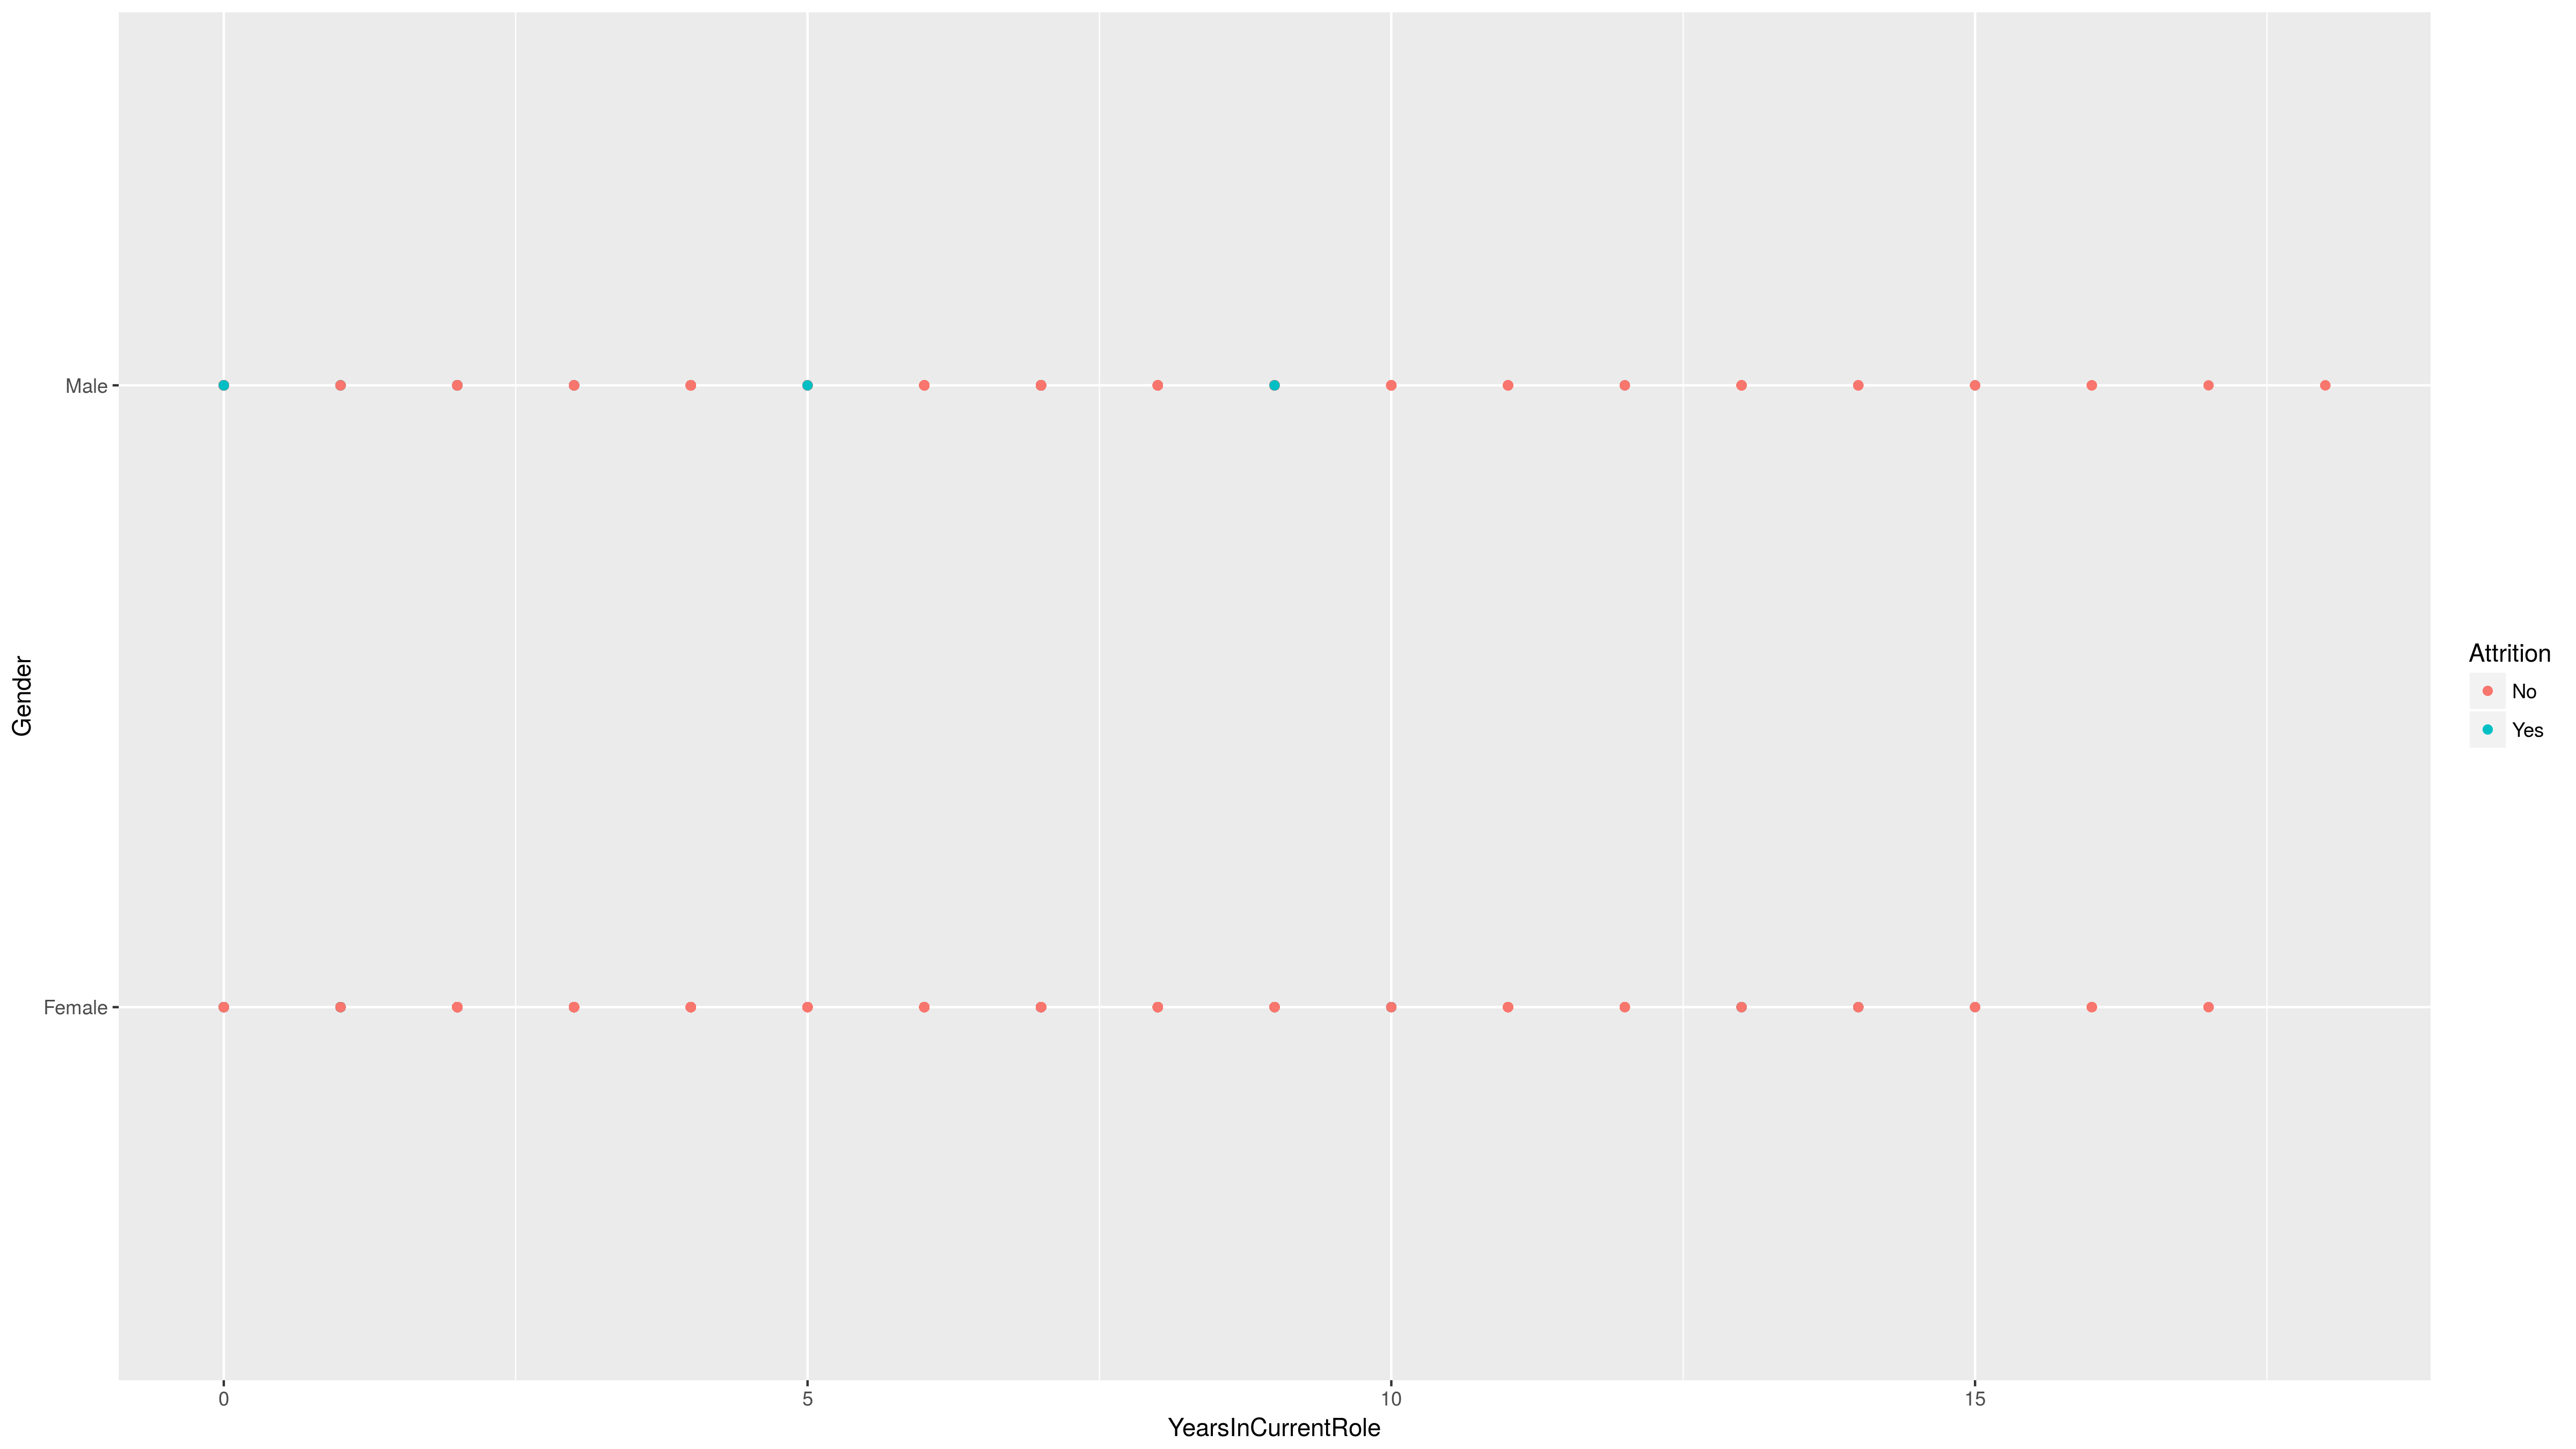 Male
Female
Gender
0 5 10 15
YearsInCurrentRole
Attrition
No
Yes